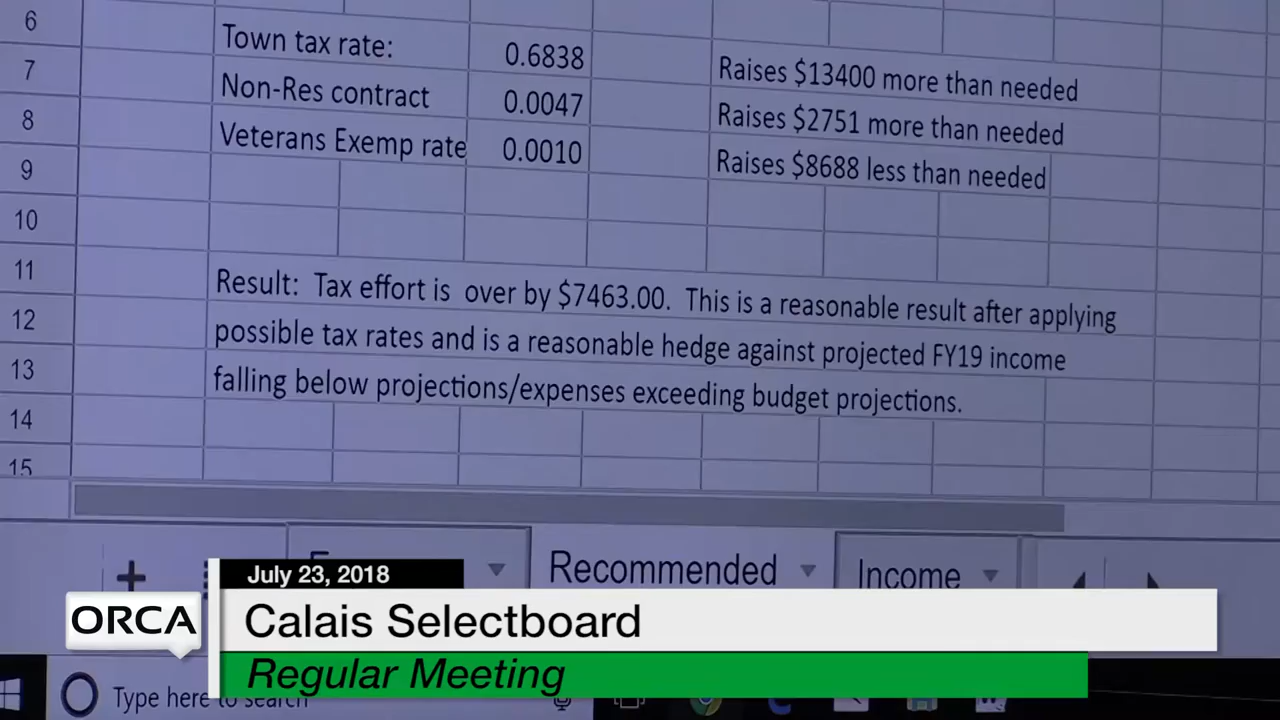 6
Town tax rate: 0.6838 Raises $13400 more than needed
7
Non-Res contract 0.0047 Raises $2751 more than needed
8
Veterans Exemp rate 0.0010 Raises $8688 less than needed
9
10
11
Result: Tax effort is over by $7463.00. This is a reasonable result after applying
12
possible tax rates and is a reasonable hedge against projected FY19 income
13
falling below projections/expenses exceeding budget projections.
14
15
+ Recommended Income
July 23, 2018
ORCA
Calais Selectboard
Regular Meeting
Type here to search